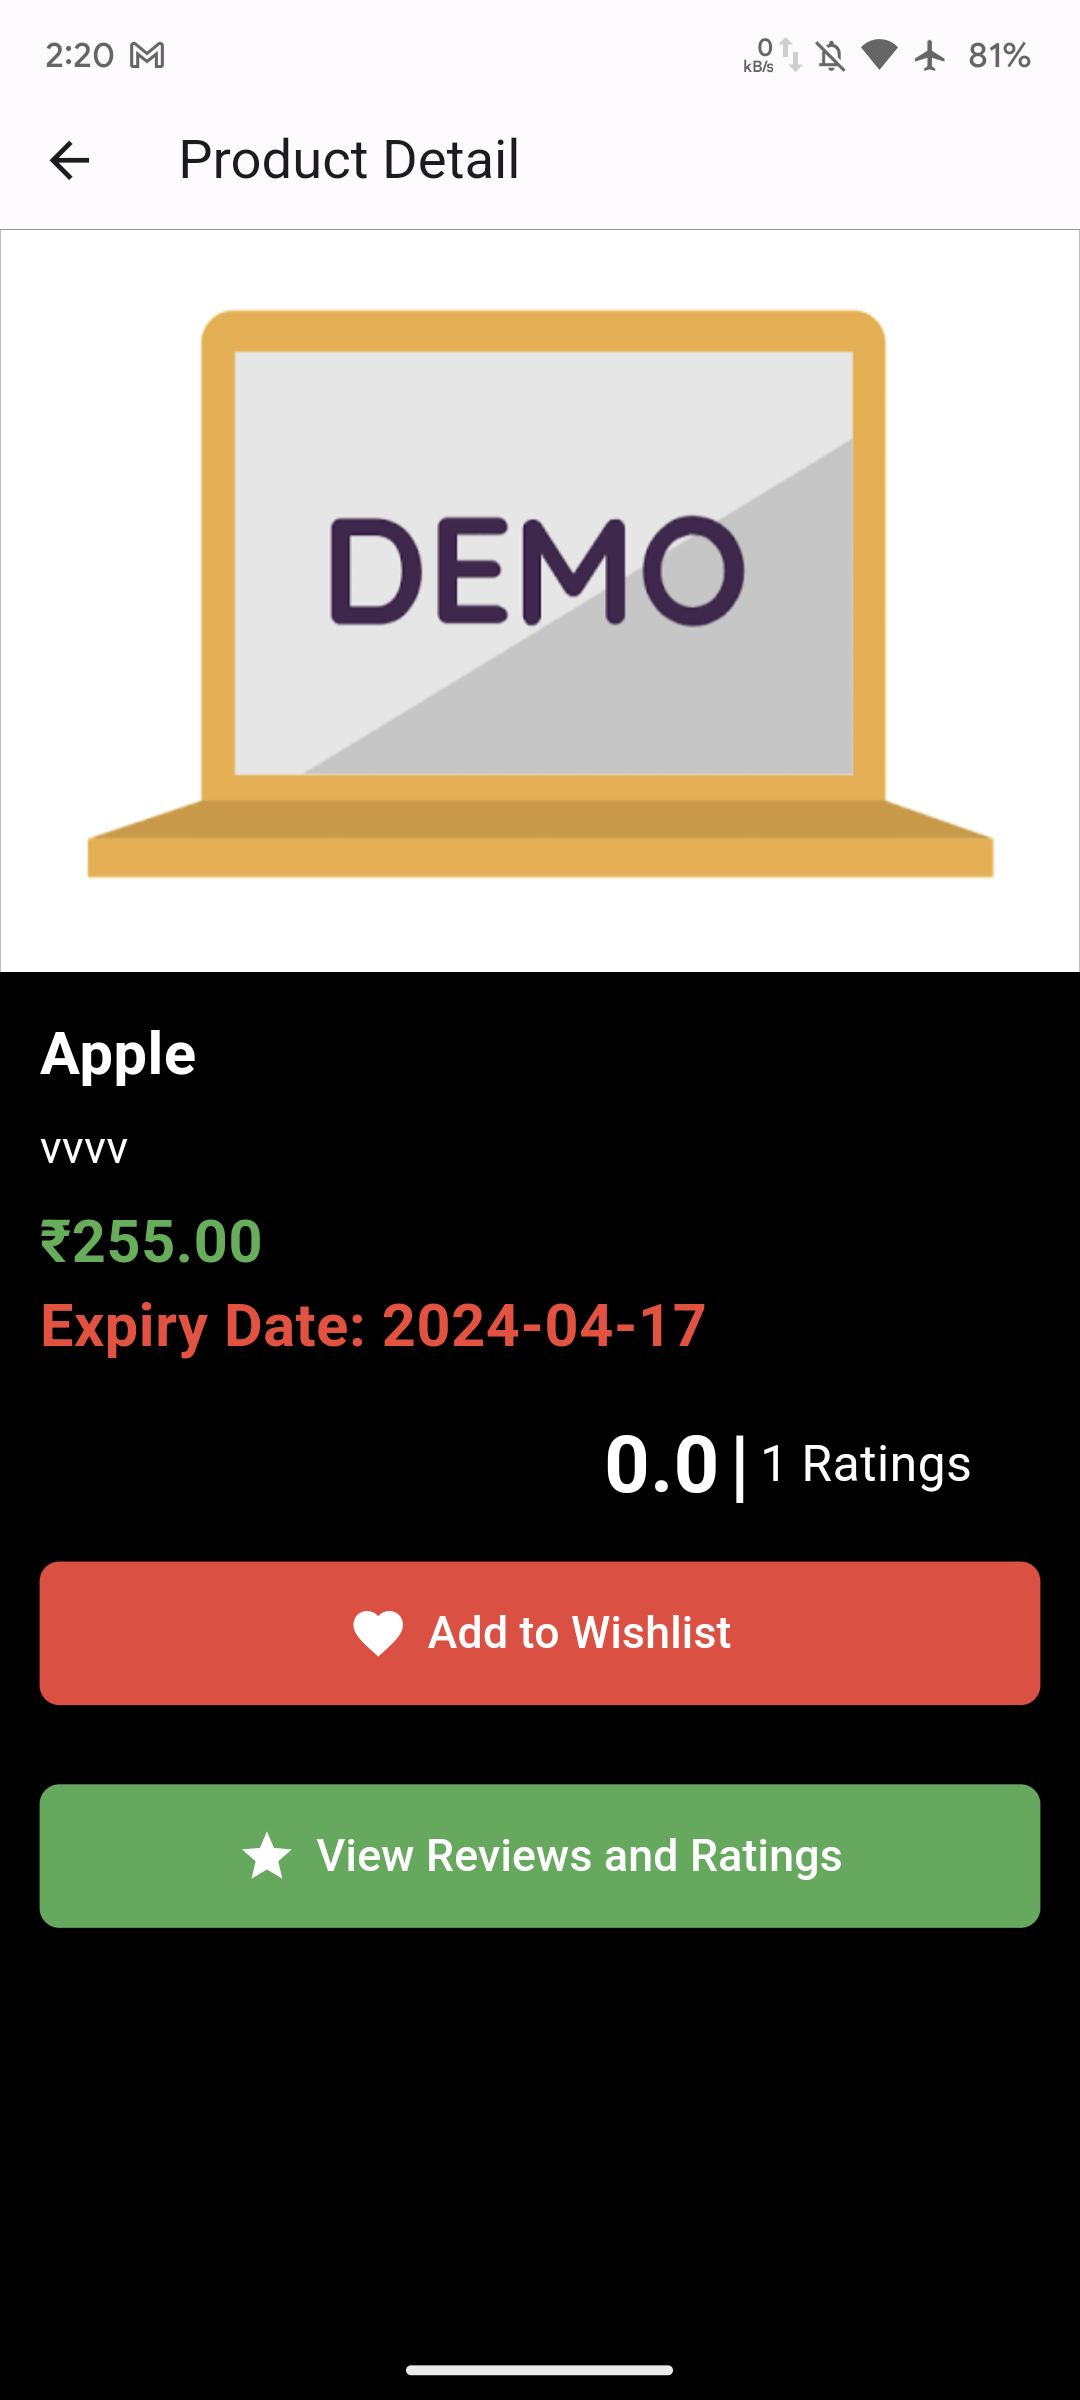 2:20
0
kB/s
81%
Product Detail
DEMO
Apple
vvvv
₹255.00
Expiry Date: 2024-04-17
0.0 | 1 Ratings
Add to Wishlist
View Reviews and Ratings